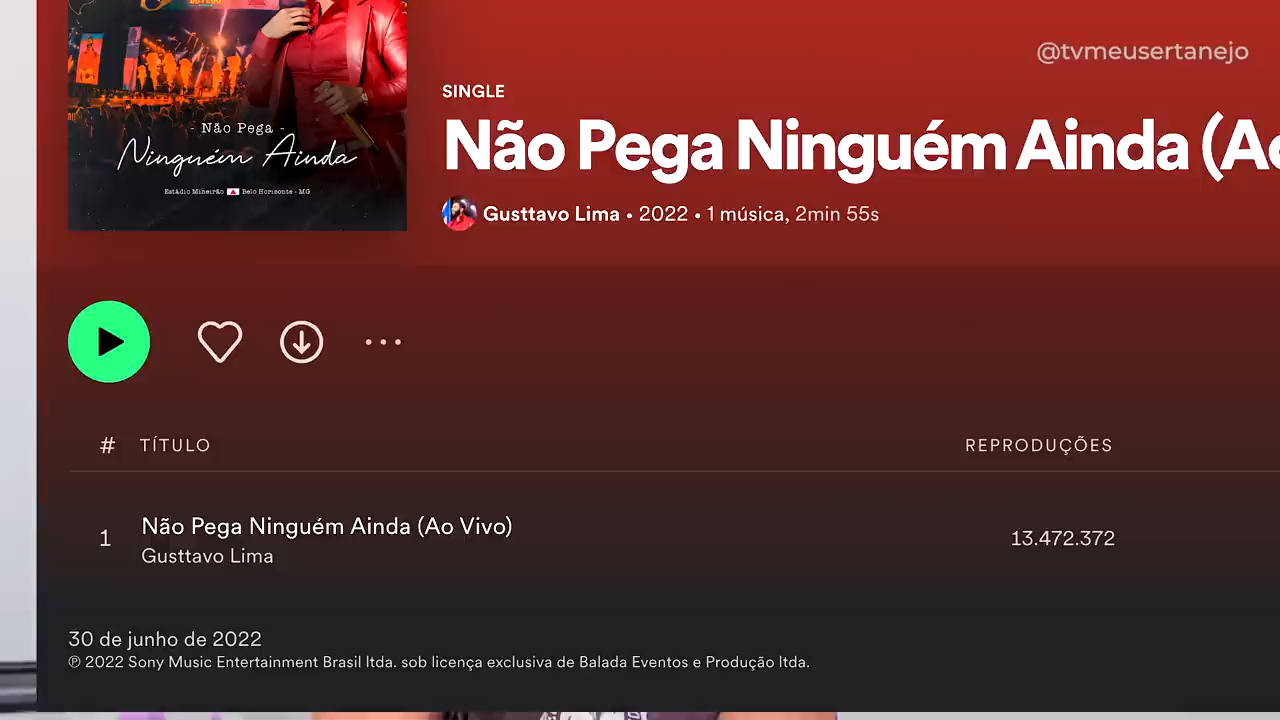 @tvmeusertanejo
SINGLE
Não Pega Ninguém Ainda (Ao
Gusttavo Lima • 2022 • 1 música, 2min 55s
- Não Pega -
Ninguém Ainda
Estádio Mineirão Belo Horizonte - MG
# TÍTULO REPRODUÇÕES
1 Não Pega Ninguém Ainda (Ao Vivo) 13.472.372
Gusttavo Lima
30 de junho de 2022
℗ 2022 Sony Music Entertainment Brasil ltda. sob licença exclusiva de Balada Eventos e Produção ltda.